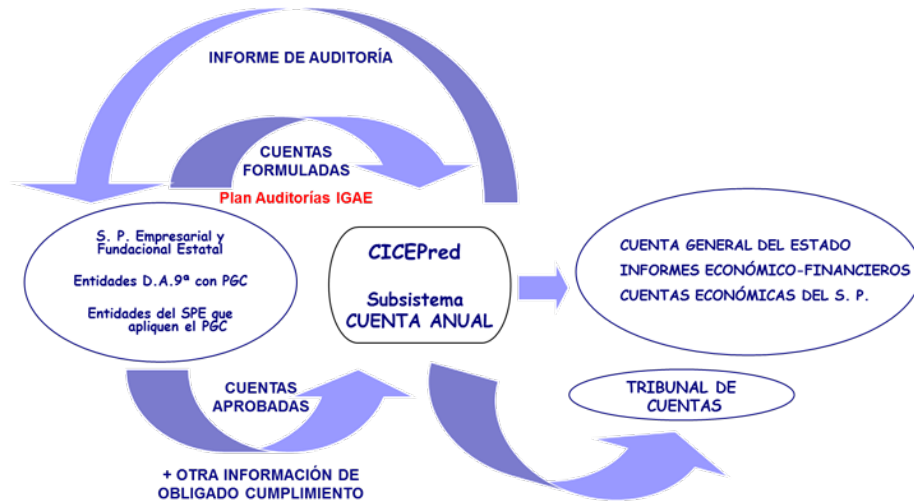 INFORME DE AUDITORÍA
CUENTAS
FORMULADAS
Plan Auditorías IGAE
S. P. Empresarial y
Fundacional Estatal
Entidades D.A.9ª con PGC
Entidades del SPE que
apliquen el PGC
CICEPred
Subsistema
CUENTA ANUAL
CUENTA GENERAL DEL ESTADO
INFORMES ECONÓMICO-FINANCIEROS
CUENTAS ECONÓMICAS DEL S. P.
CUENTAS
APROBADAS
TRIBUNAL DE
CUENTAS
+ OTRA INFORMACIÓN DE
OBLIGADO CUMPLIMIENTO